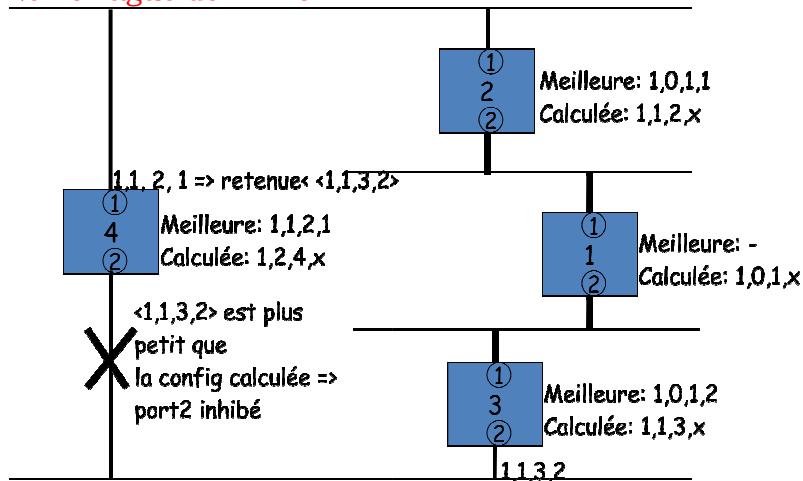 1
2
2
Meilleure: 1,0,1,1
Calculée: 1,1,2,x
1,1, 2, 1 => retenue< <1,1,3,2>
1
4
2
Meilleure: 1,1,2,1
Calculée: 1,2,4,x
1
1
2
Meilleure: -
Calculée: 1,0,1,x
<1,1,3,2> est plus
petit que
la config calculée =>
port2 inhibé
1
3
2
Meilleure: 1,0,1,2
Calculée: 1,1,3,x
1,1,3,2